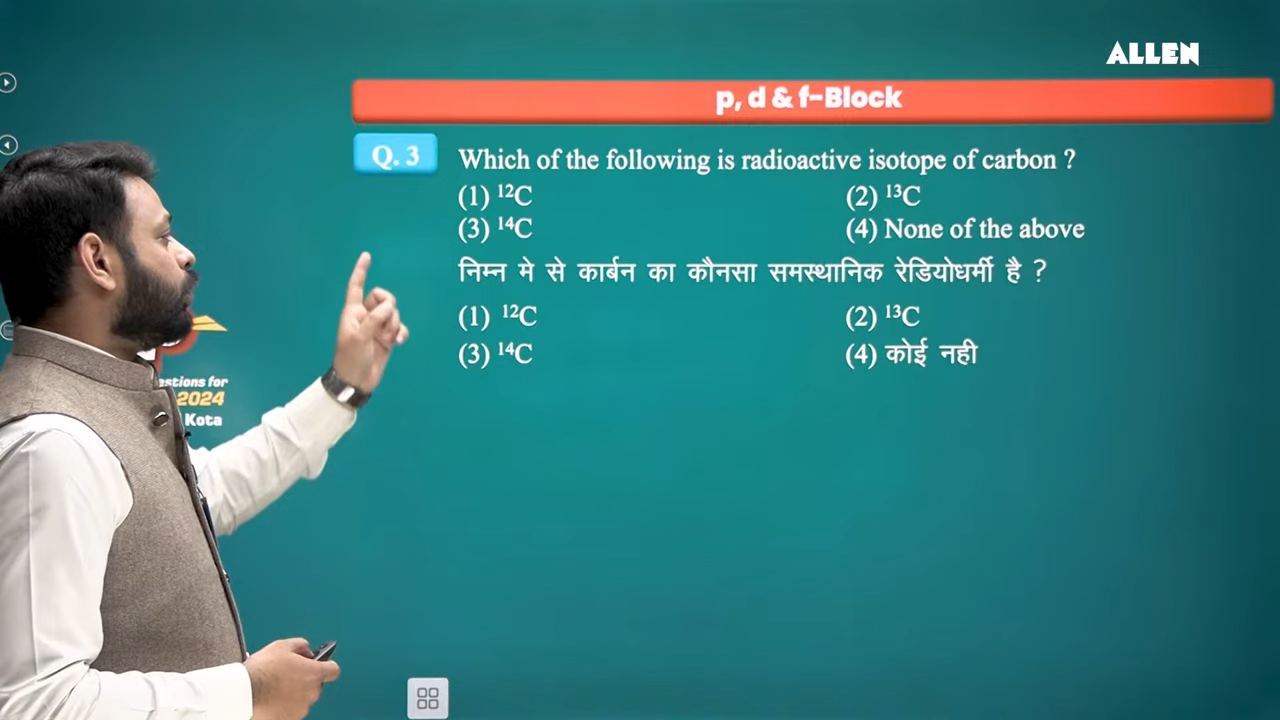 ALLEN
p, d & f-Block
Q. 3 Which of the following is radioactive isotope of carbon ?
(1) ¹²C (2) ¹³C
(3) ¹⁴C (4) None of the above
निम्न मे से कार्बन का कौनसा समस्थानिक रेडियोधर्मी है ?
(1) ¹²C (2) ¹³C
(3) ¹⁴C (4) कोई नही
for
2024
Kota